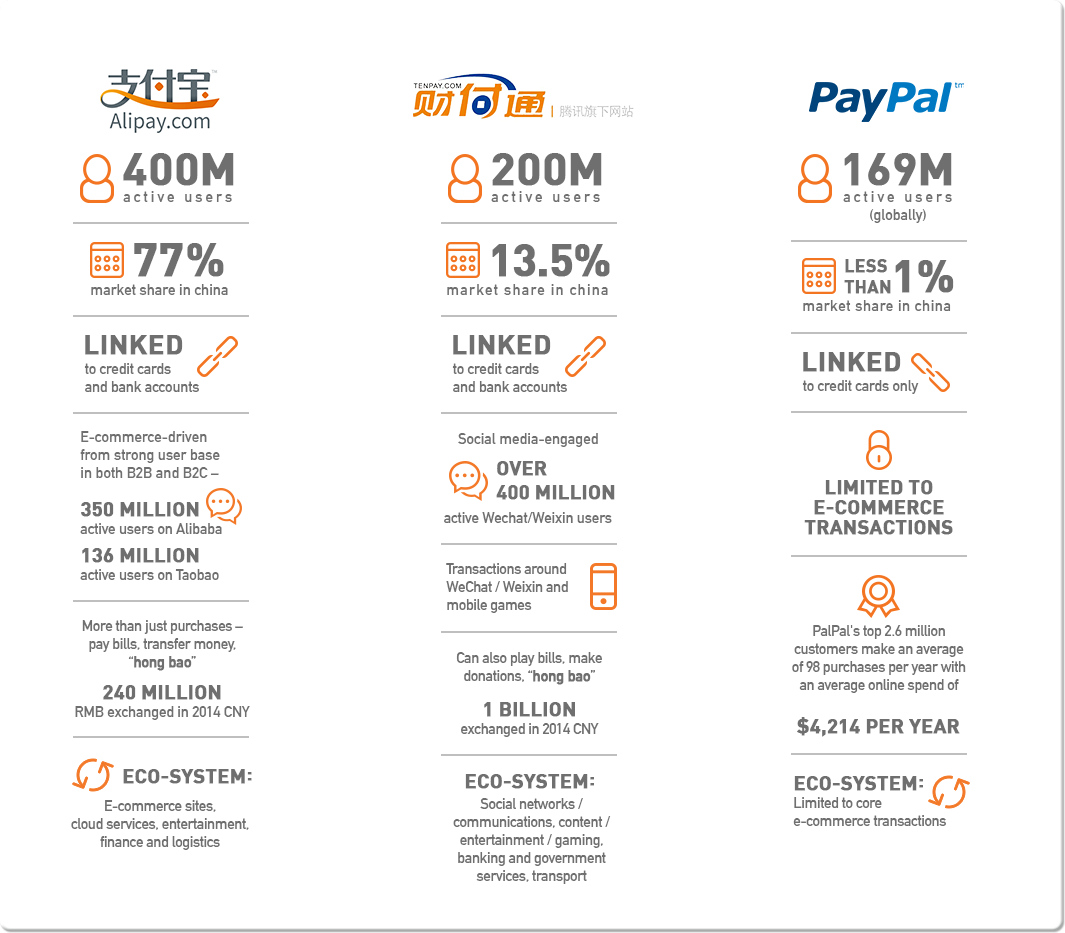 支付宝™
Alipay.com
400M
active users
77%
market share in china
LINKED
to credit cards
and bank accounts
E-commerce-driven
from strong user base
in both B2B and B2C –
350 MILLION
active users on Alibaba
136 MILLION
active users on Taobao
More than just purchases –
pay bills, transfer money,
“hong bao”
240 MILLION
RMB exchanged in 2014 CNY
ECO-SYSTEM:
E-commerce sites,
cloud services, entertainment,
finance and logistics
TENPAY.COM
财付通 | 腾讯旗下网站
200M
active users
13.5%
market share in china
LINKED
to credit cards
and bank accounts
Social media-engaged
OVER
400 MILLION
active Wechat/Weixin users
Transactions around
WeChat / Weixin and
mobile games
Can also play bills, make
donations, “hong bao”
1 BILLION
exchanged in 2014 CNY
ECO-SYSTEM:
Social networks /
communications, content /
entertainment / gaming,
banking and government
services, transport
PayPal™
169M
active users
(globally)
LESS
THAN 1%
market share in china
LINKED
to credit cards only
LIMITED TO
E-COMMERCE
TRANSACTIONS
PalPal's top 2.6 million
customers make an average
of 98 purchases per year with
an average online spend of
$4,214 PER YEAR
ECO-SYSTEM:
Limited to core
e-commerce transactions